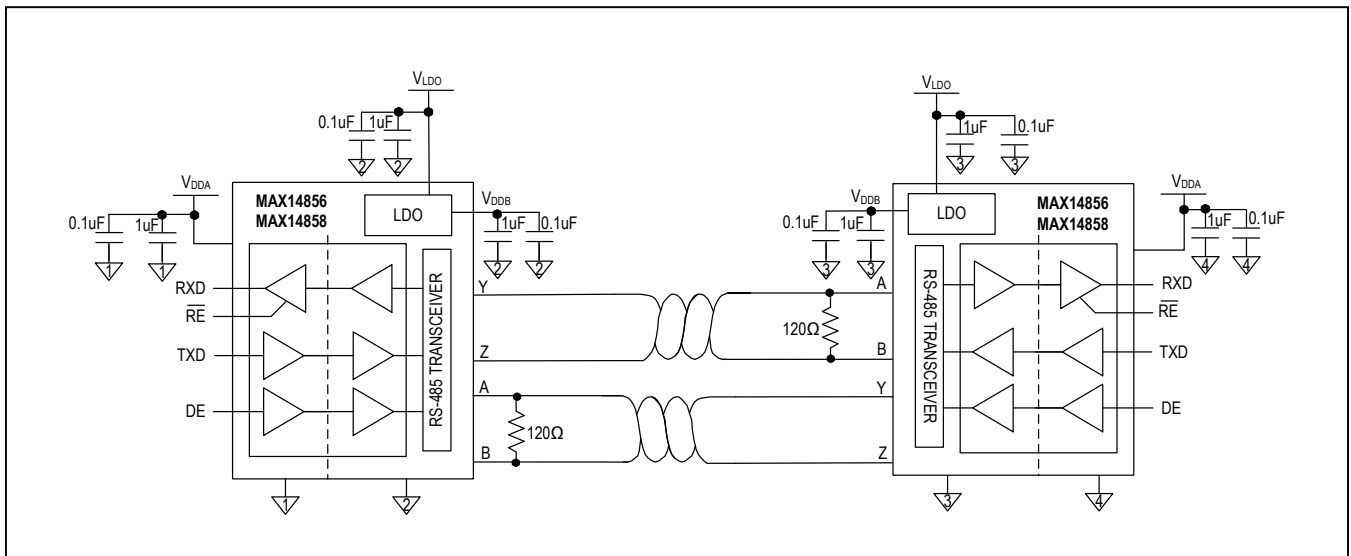 VLDO
0.1uF 1uF
2 2
VDDA
0.1uF 1uF
1 1
MAX14856
MAX14858
LDO
VDDB
1uF 0.1uF
2 2
RXD
RE
TXD
DE
RS-485 TRANSCEIVER
Y
Z
A
B
120Ω
1 2
VLDO
1uF 0.1uF
3 3
VDDB
0.1uF 1uF
3 3
LDO
MAX14856
MAX14858
VDDA
1uF 0.1uF
4 4
A
B
Y
Z
120Ω
RS-485 TRANSCEIVER
RXD
RE
TXD
DE
3 4